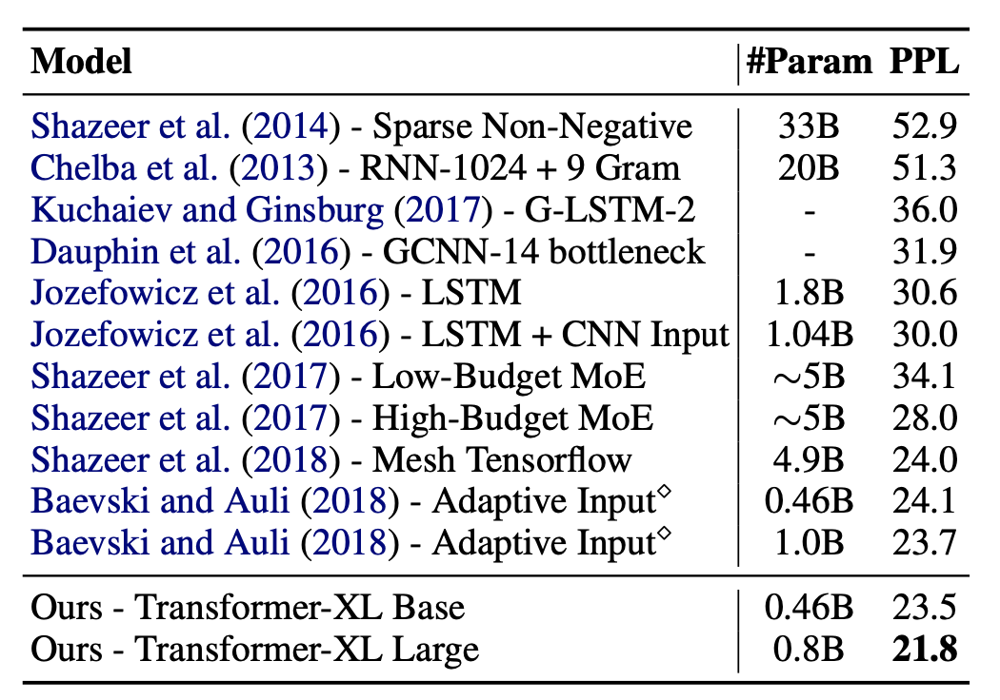 Model #Param PPL
Shazeer et al. (2014) - Sparse Non-Negative 33B 52.9
Chelba et al. (2013) - RNN-1024 + 9 Gram 20B 51.3
Kuchaiev and Ginsburg (2017) - G-LSTM-2 - 36.0
Dauphin et al. (2016) - GCNN-14 bottleneck - 31.9
Jozefowicz et al. (2016) - LSTM 1.8B 30.6
Jozefowicz et al. (2016) - LSTM + CNN Input 1.04B 30.0
Shazeer et al. (2017) - Low-Budget MoE ∼5B 34.1
Shazeer et al. (2017) - High-Budget MoE ∼5B 28.0
Shazeer et al. (2018) - Mesh Tensorflow 4.9B 24.0
Baevski and Auli (2018) - Adaptive Input⋄ 0.46B 24.1
Baevski and Auli (2018) - Adaptive Input⋄ 1.0B 23.7
Ours - Transformer-XL Base 0.46B 23.5
Ours - Transformer-XL Large 0.8B 21.8